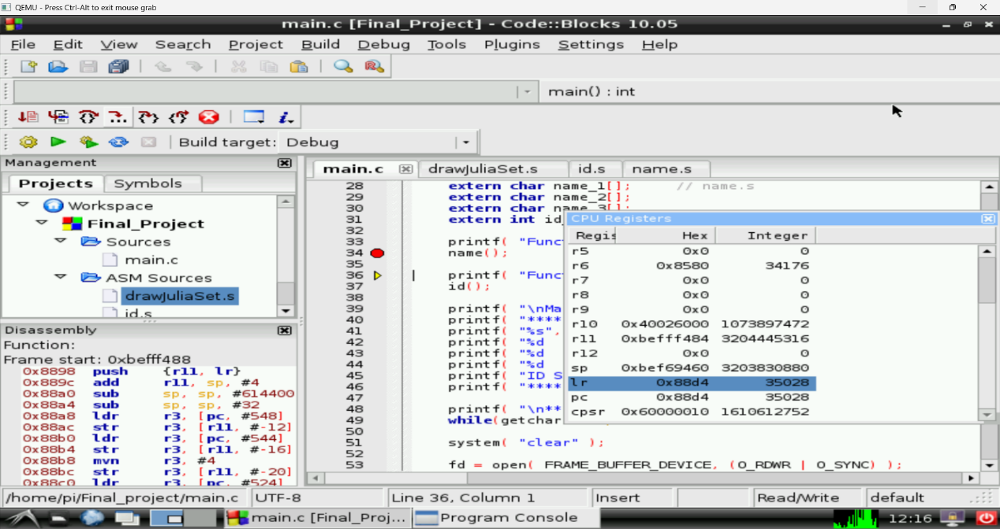 QEMU - Press Ctrl-Alt to exit mouse grab
main.c [Final_Project] - Code::Blocks 10.05
File Edit View Search Project Build Debug Tools Plugins Settings Help
main() : int
Build target: Debug
Management
Projects Symbols
Workspace
Final_Project
Sources
main.c
ASM Sources
drawJuliaSet.s
id.s
Disassembly
Function:
Frame start: 0xbefff488
0x8898 push {r11, lr}
0x889c add r11, sp, #4
0x88a0 sub sp, sp, #614400
0x88a4 sub sp, sp, #32
0x88a8 ldr r3, [pc, #548]
0x88ac str r3, [r11, #-12]
0x88b0 ldr r3, [pc, #544]
0x88b4 str r3, [r11, #-16]
0x88b8 mvn r3, #4
0x88bc str r3, [r11, #-20]
0x88c0 ldr r3, [pc, #524]
main.c drawJuliaSet.s id.s name.s
28 extern char name_1[]; // name.s
29 extern char name_2[];
30 extern char name_3[];
31 extern int id_
32
33 printf( "Func
34 name();
35
36 printf( "Func
37 id();
38
39 printf( "\nMa
40 printf( "****
41 printf( "%s",
42 printf( "%d
43 printf( "%d
44 printf( "%d
45 printf( "ID S
46 printf( "****
47
48 printf( "\n**
49 while(getchar
50
51 system( "clear" );
52
53 fd = open( FRAME_BUFFER_DEVICE, (O_RDWR | O_SYNC) );
CPU Registers
Regis Hex Integer
r5 0x0 0
r6 0x8580 34176
r7 0x0 0
r8 0x0 0
r9 0x0 0
r10 0x40026000 1073897472
r11 0xbefff484 3204445316
r12 0x0 0
sp 0xbef69460 3203830880
lr 0x88d4 35028
pc 0x88d4 35028
cpsr 0x60000010 1610612752
/home/pi/Final_project/main.c UTF-8 Line 36, Column 1 Insert Read/Write default
main.c [Final_Proj... Program Console 12:16